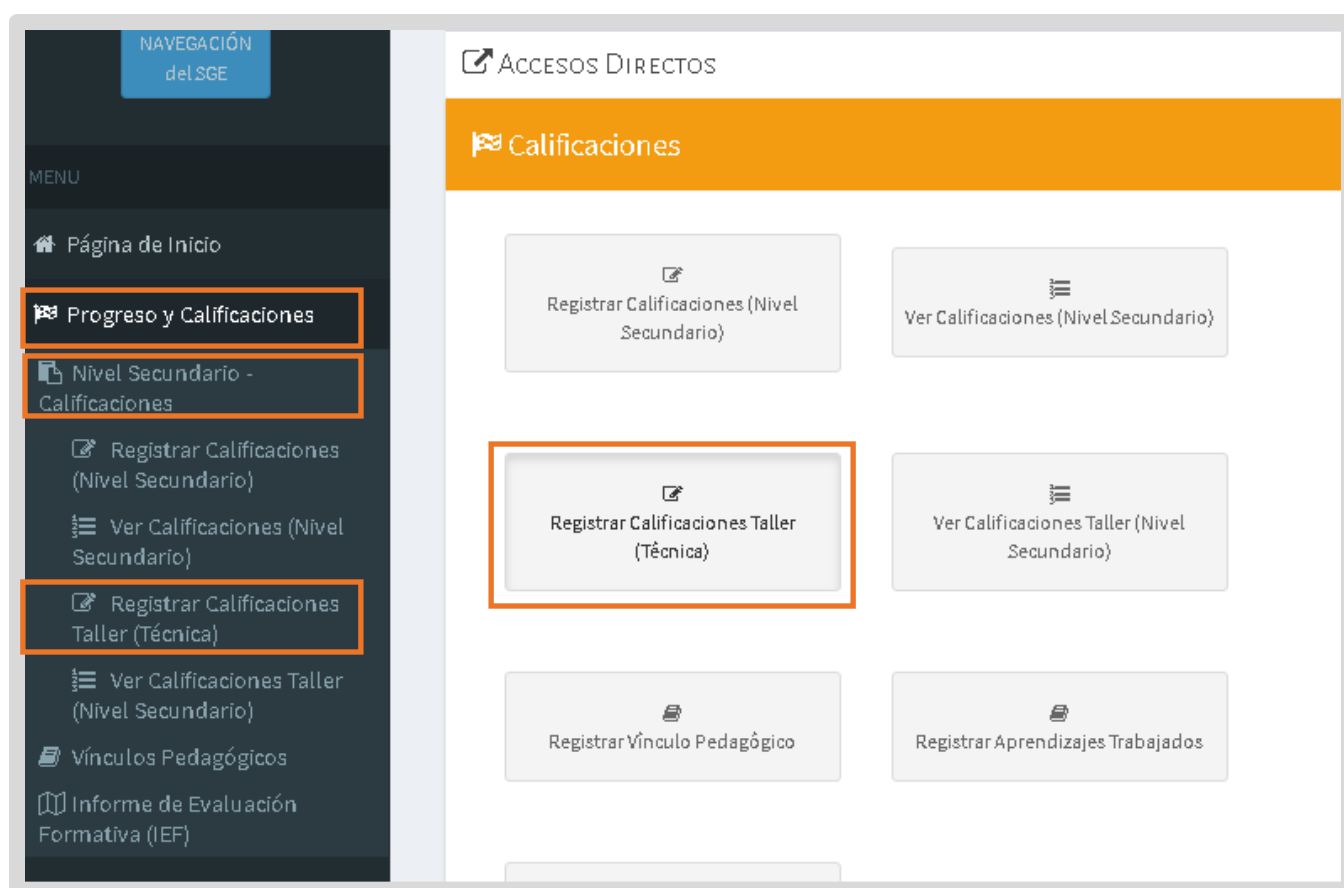 NAVEGACIÓN
del SGE
MENU
Página de Inicio
Progreso y Calificaciones
Nivel Secundario -
Calificaciones
Registrar Calificaciones
(Nivel Secundario)
Ver Calificaciones (Nivel
Secundario)
Registrar Calificaciones
Taller (Técnica)
Ver Calificaciones Taller
(Nivel Secundario)
Vínculos Pedagógicos
Informe de Evaluación
Formativa (IEF)
Accesos Directos
Calificaciones
Registrar Calificaciones (Nivel
Secundario)
Ver Calificaciones (Nivel Secundario)
Registrar Calificaciones Taller
(Técnica)
Ver Calificaciones Taller (Nivel
Secundario)
Registrar Vínculo Pedagógico
Registrar Aprendizajes Trabajados